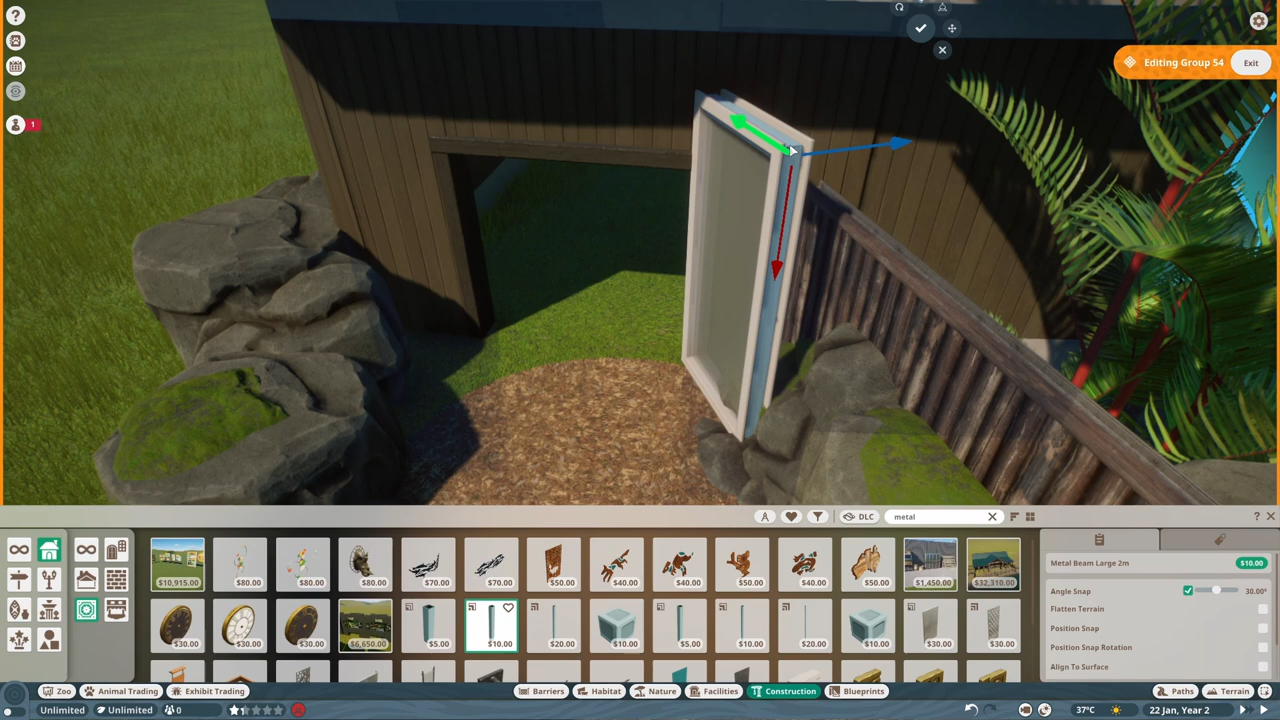 ?
Editing Group 54
Exit
1
DLC
metal
?
$10,915.00
$80.00
$80.00
$80.00
$70.00
$70.00
$50.00
$40.00
$40.00
$50.00
$40.00
$50.00
$1,450.00
$32,310.00
$30.00
$30.00
$30.00
$6,650.00
$5.00
$10.00
$20.00
$10.00
$5.00
$10.00
$20.00
$10.00
$30.00
$30.00
Metal Beam Large 2m
$10.00
Angle Snap
30.00°
Flatten Terrain
Position Snap
Position Snap Rotation
Align To Surface
Zoo
Animal Trading
Exhibit Trading
Barriers
Habitat
Nature
Facilities
Construction
Blueprints
Paths
Terrain
Unlimited
Unlimited
0
37°C
22 Jan, Year 2